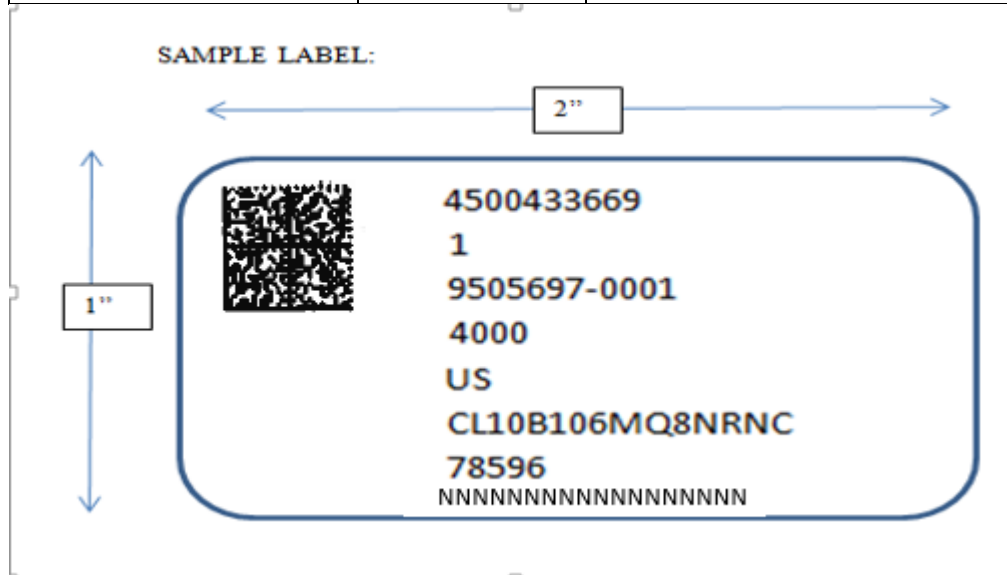 SAMPLE LABEL:
2”
4500433669
1
9505697-0001
1”
4000
US
CL10B106MQ8NRNC
78596
NNNNNNNNNNNNNNNNNN